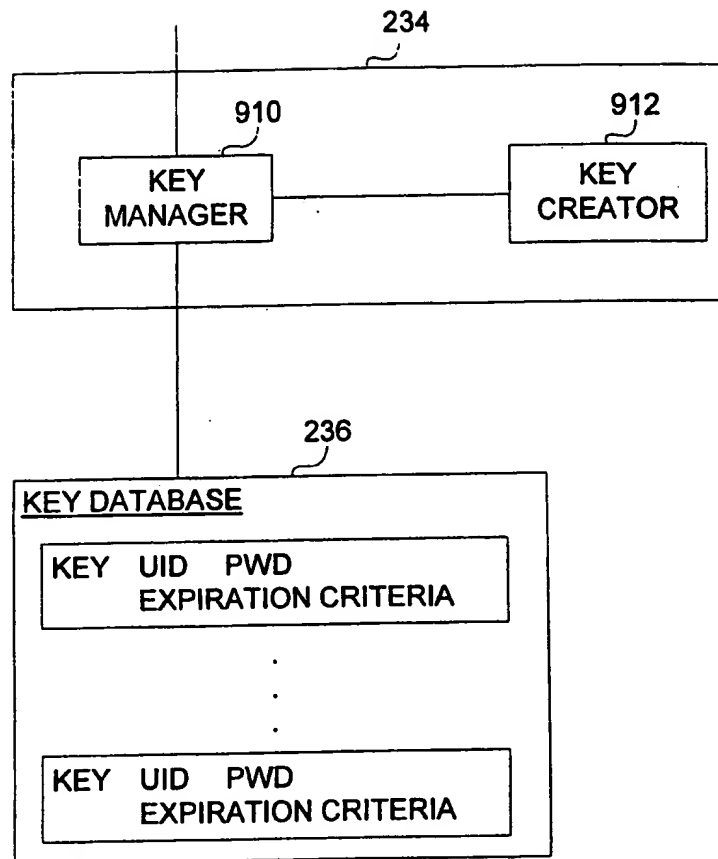 234
910
912
KEY
MANAGER
KEY
CREATOR
236
KEY DATABASE
KEY UID PWD
EXPIRATION CRITERIA
KEY UID PWD
EXPIRATION CRITERIA